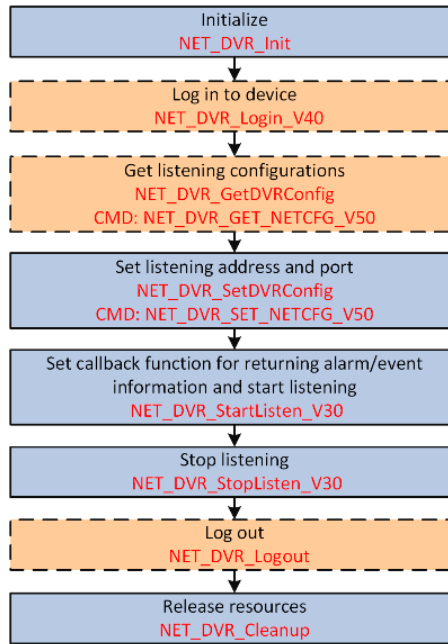 Initialize
NET_DVR_Init
Log in to device
NET_DVR_Login_V40
Get listening configurations
NET_DVR_GetDVRConfig
CMD: NET_DVR_GET_NETCFG_V50
Set listening address and port
NET_DVR_SetDVRConfig
CMD: NET_DVR_SET_NETCFG_V50
Set callback function for returning alarm/event
information and start listening
NET_DVR_StartListen_V30
Stop listening
NET_DVR_StopListen_V30
Log out
NET_DVR_Logout
Release resources
NET_DVR_Cleanup